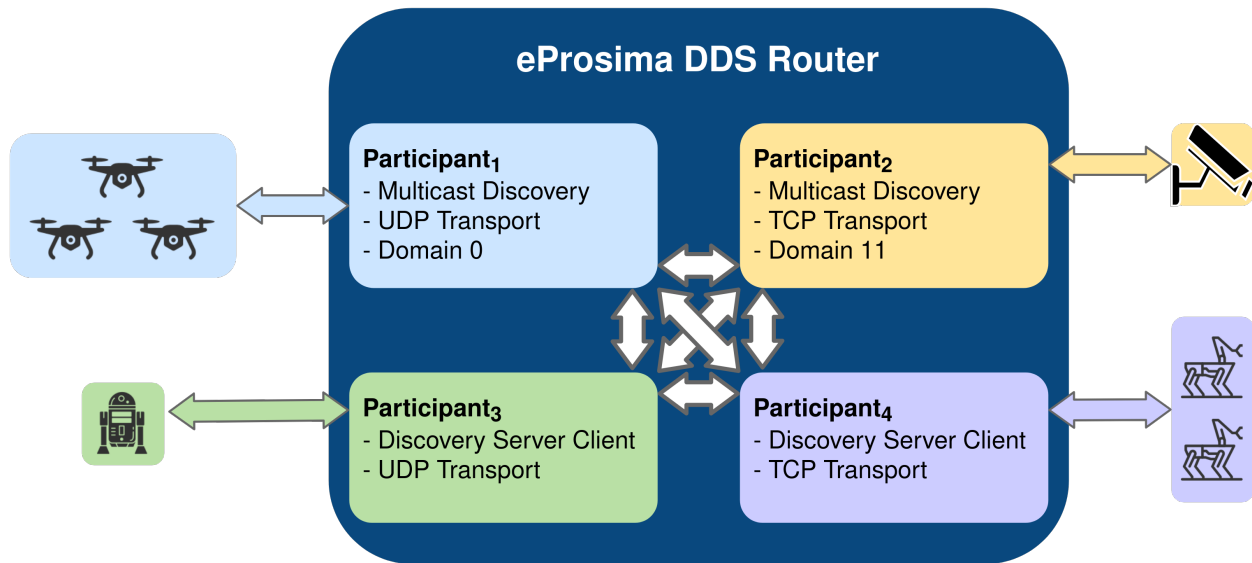 eProsima DDS Router
Participant₁
- Multicast Discovery
- UDP Transport
- Domain 0
Participant₂
- Multicast Discovery
- TCP Transport
- Domain 11
Participant₃
- Discovery Server Client
- UDP Transport
Participant₄
- Discovery Server Client
- TCP Transport